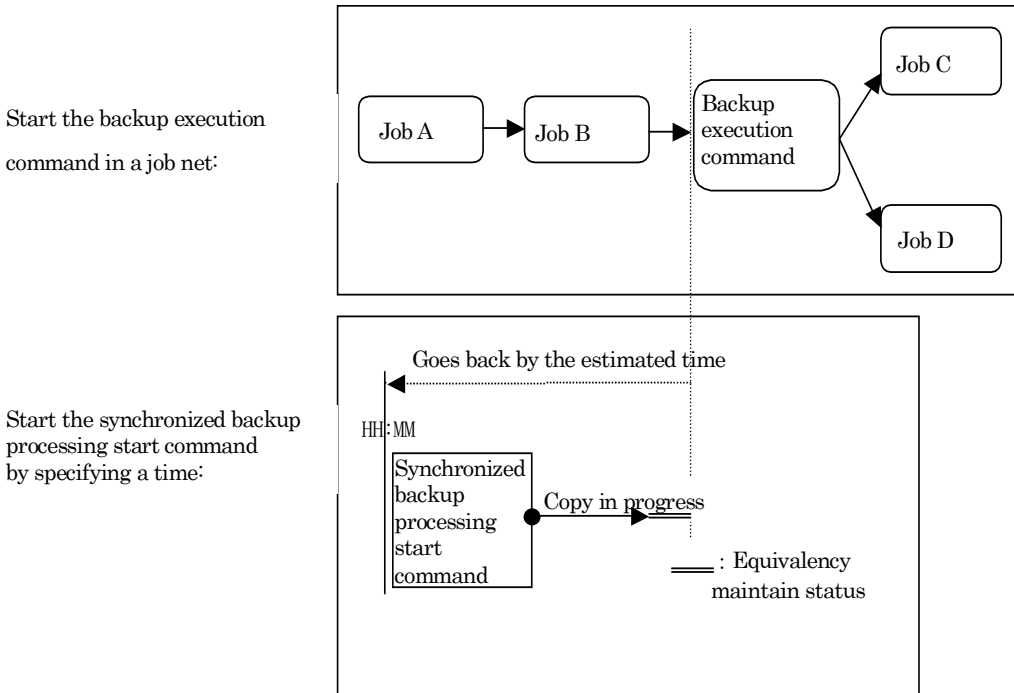 Start the backup execution
command in a job net:
Job A
Job B
Backup
execution
command
Job C
Job D
Start the synchronized backup
processing start command
by specifying a time:
Goes back by the estimated time
HH:MM
Synchronized
backup
processing
start
command
Copy in progress
: Equivalency
maintain status